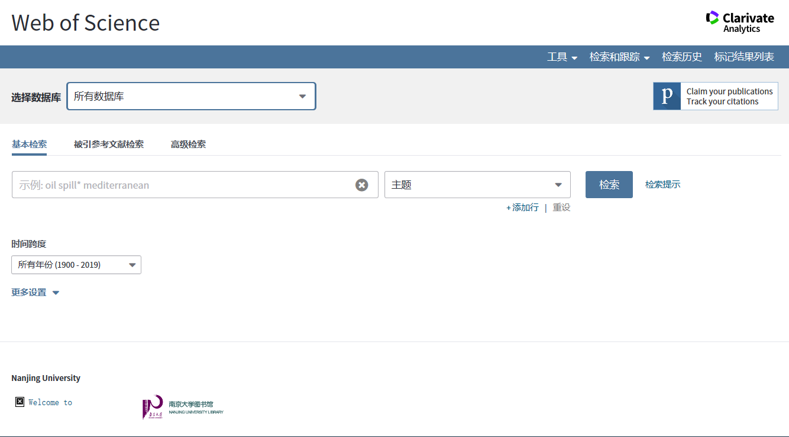 Web of Science
Clarivate
Analytics
工具 检索和跟踪 检索历史 标记结果列表
选择数据库 所有数据库
p Claim your publications
Track your citations
基本检索 被引参考文献检索 高级检索
示例: oil spill* mediterranean 主题 检索 检索提示
+添加行 | 重设
时间跨度
所有年份 (1900 - 2019)
更多设置
Nanjing University
Welcome to
南京大学图书馆
NANJING UNIVERSITY LIBRARY